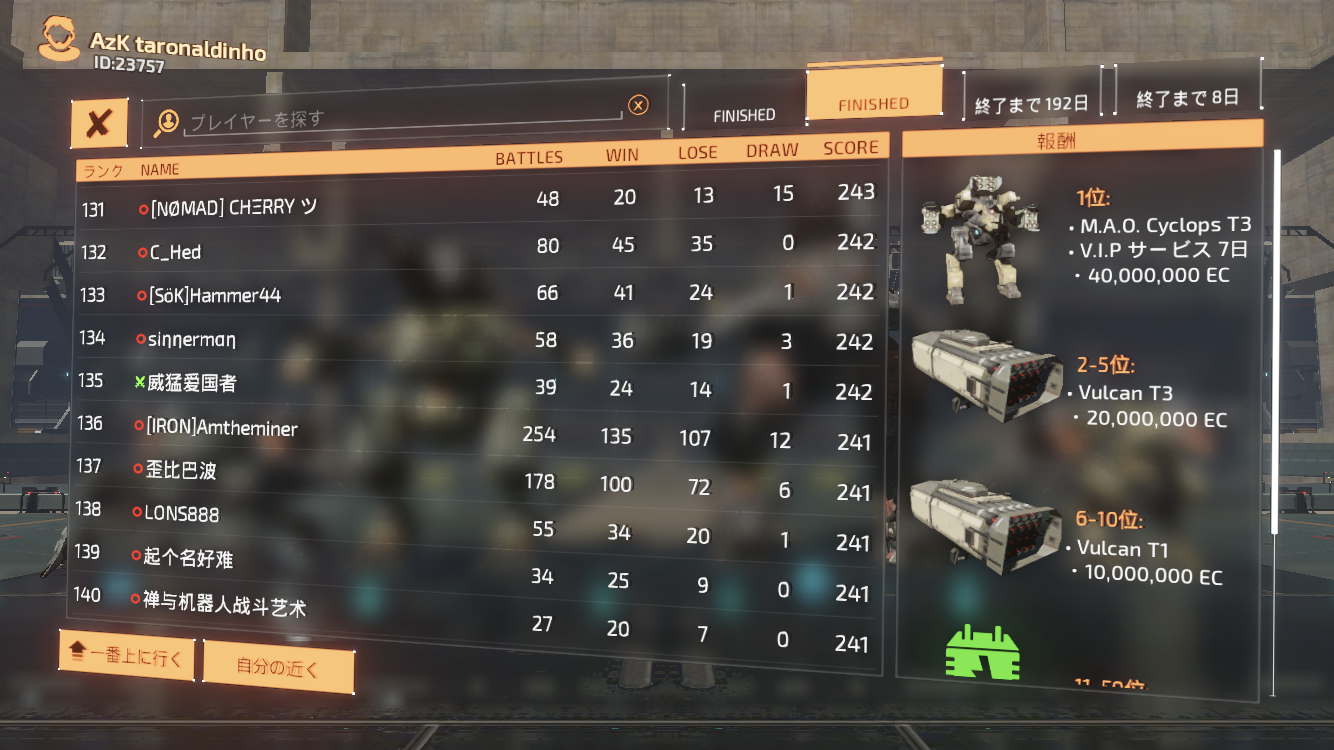 AzK taronaldinho
ID:23757
プレイヤーを探す
FINISHED
FINISHED
終了まで 192日
終了まで 8日
ランク NAME BATTLES WIN LOSE DRAW SCORE
131 [NØMAD] CHΞRRY ツ 48 20 13 15 243
132 C_Hed 80 45 35 0 242
133 [SöK]Hammer44 66 41 24 1 242
134 siηηermαη 58 36 19 3 242
135 威猛爱国者 39 24 14 1 242
136 [IRON]Amtheminer 254 135 107 12 241
137 歪比巴波 178 100 72 6 241
138 LONS888 55 34 20 1 241
139 起个名好难 34 25 9 0 241
140 禅与机器人战斗艺术 27 20 7 0 241
一番上に行く
自分の近く
報酬
1位:
• M.A.O. Cyclops T3
• V.I.P サービス 7日
• 40,000,000 EC
2-5位:
• Vulcan T3
• 20,000,000 EC
6-10位:
• Vulcan T1
• 10,000,000 EC
11-50位: